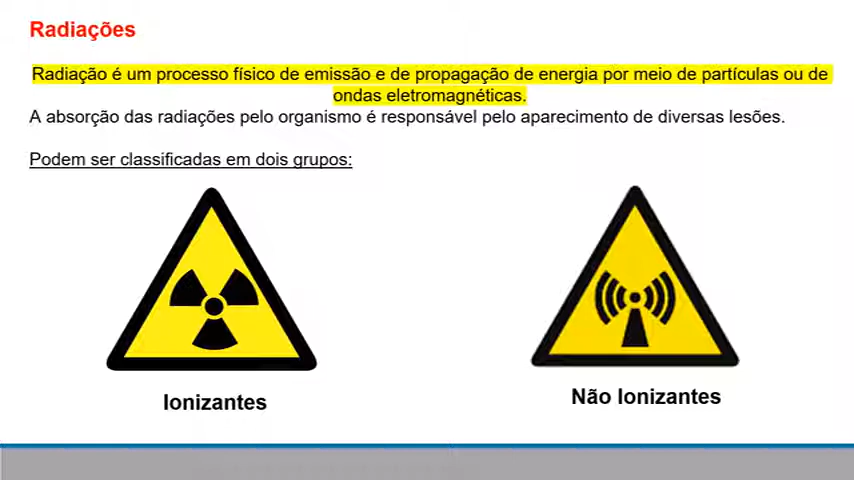 Radiações
Radiação é um processo físico de emissão e de propagação de energia por meio de partículas ou de
ondas eletromagnéticas.
A absorção das radiações pelo organismo é responsável pelo aparecimento de diversas lesões.
Podem ser classificadas em dois grupos:
Ionizantes
Não Ionizantes